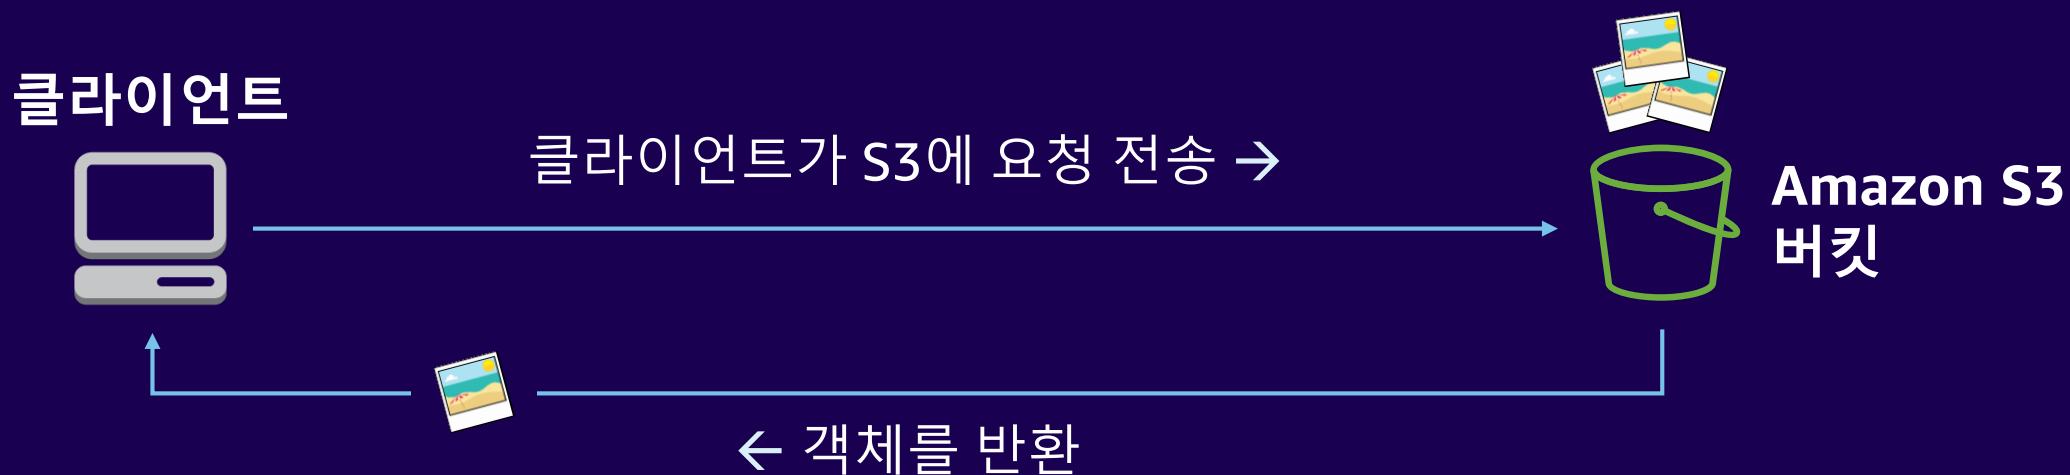 클라이언트
클라이언트가 S3에 요청 전송 →
Amazon S3
버킷
← 객체를 반환